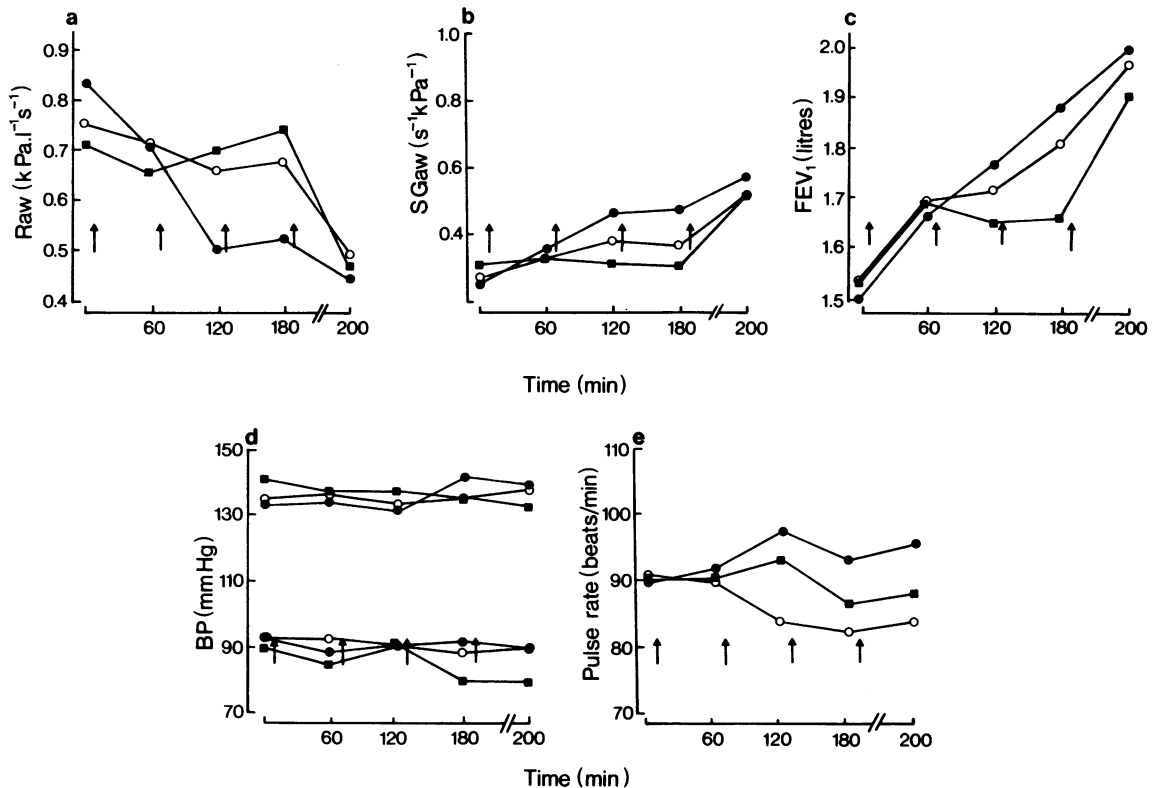 a
Raw (kPa.l⁻¹s⁻¹)
0.9
0.8
0.7
0.6
0.5
0.4
60 120 180 200
b
SGaw (s⁻¹kPa⁻¹)
1.0
0.8
0.6
0.4
60 120 180 200
c
FEV₁ (litres)
2.0
1.9
1.8
1.7
1.6
1.5
60 120 180 200
Time (min)
d
BP (mmHg)
150
130
110
90
70
60 120 180 200
e
Pulse rate (beats/min)
110
100
90
80
70
60 120 180 200
Time (min)